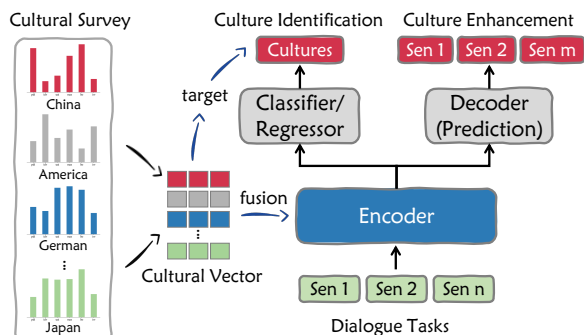 Cultural Survey
China
America
German
⋮
Japan
target
fusion
⋮
Cultural Vector
Culture Identification
Cultures
Classifier/
Regressor
Culture Enhancement
Sen 1 Sen 2 Sen m
Decoder
(Prediction)
Encoder
Sen 1 Sen 2 Sen n
Dialogue Tasks